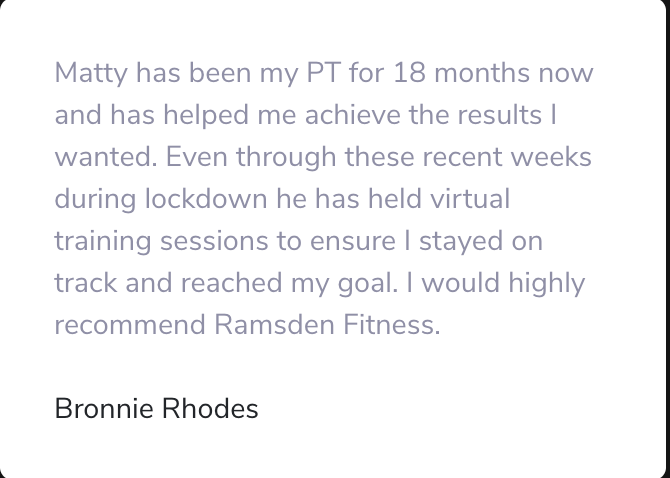 Matty has been my PT for 18 months now
and has helped me achieve the results I
wanted. Even through these recent weeks
during lockdown he has held virtual
training sessions to ensure I stayed on
track and reached my goal. I would highly
recommend Ramsden Fitness.
Bronnie Rhodes